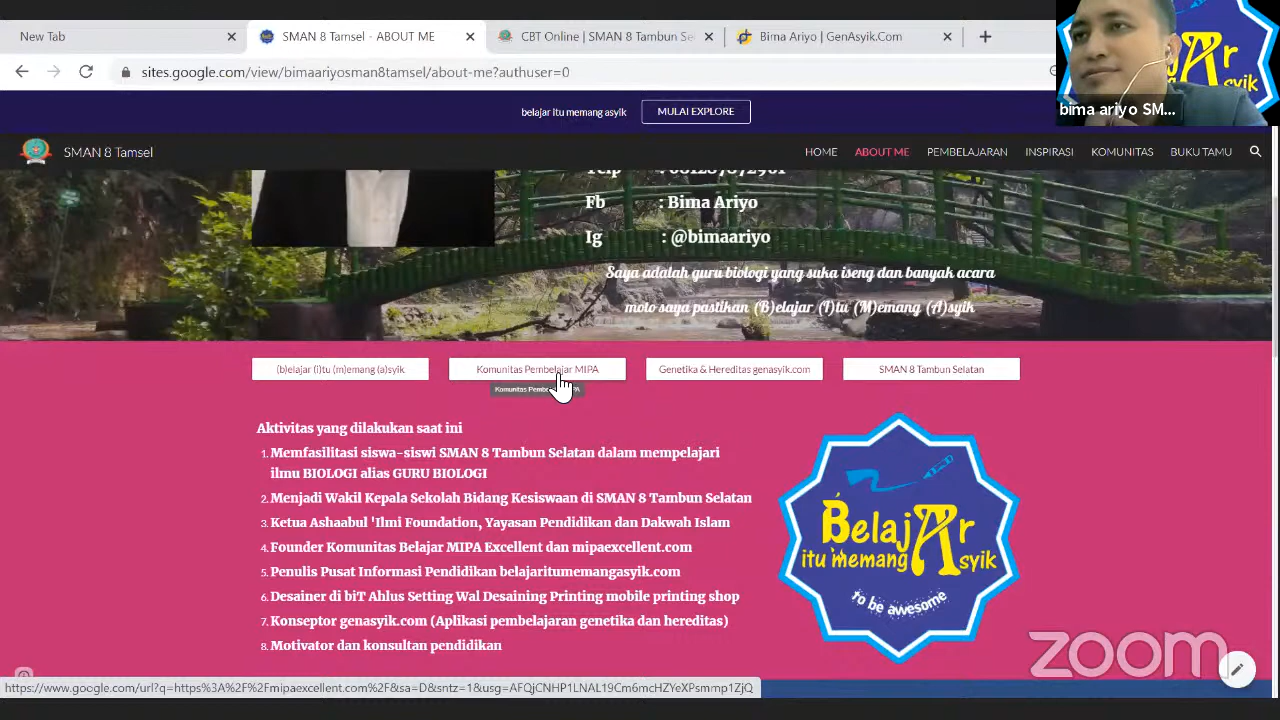 New Tab
SMAN 8 Tamsel - ABOUT ME
CBT Online | SMAN 8 Tambun Se
Bima Ariyo | GenAsyik.Com
sites.google.com/view/bimaariyosman8tamsel/about-me?authuser=0
belajar itu memang asyik
MULAI EXPLORE
bima ariyo SM...
SMAN 8 Tamsel
HOME
ABOUT ME
PEMBELAJARAN
INSPIRASI
KOMUNITAS
BUKU TAMU
Fb : Bima Ariyo
Ig : @bimaariyo
Saya adalah guru biologi yang suka iseng dan banyak acara
moto saya pastikan (B)elajar (I)tu (M)emang (A)syik
(b)elajar (i)tu (m)emang (a)syik
Komunitas Pembelajar MIPA
Genetika & Hereditas genasyik.com
SMAN 8 Tambun Selatan
Aktivitas yang dilakukan saat ini
1. Memfasilitasi siswa-siswi SMAN 8 Tambun Selatan dalam mempelajari
ilmu BIOLOGI alias GURU BIOLOGI
2. Menjadi Wakil Kepala Sekolah Bidang Kesiswaan di SMAN 8 Tambun Selatan
3. Ketua Ashaabul 'Ilmi Foundation, Yayasan Pendidikan dan Dakwah Islam
4. Founder Komunitas Belajar MIPA Excellent dan mipaexcellent.com
5. Penulis Pusat Informasi Pendidikan belajaritumemangasyik.com
6. Desainer di biT Ahlus Setting Wal Desaining Printing mobile printing shop
7. Konseptor genasyik.com (Aplikasi pembelajaran genetika dan hereditas)
8. Motivator dan konsultan pendidikan
BelajAr
itu memang Asyik
to be awesome
zoom
https://www.google.com/url?q=https%3A%2F%2Fmipaexcellent.com%2F&sa=D&sntz=1&usg=AFQjCNHP1LNAL19Cm6mcHZYeXPsmmp1ZjQ